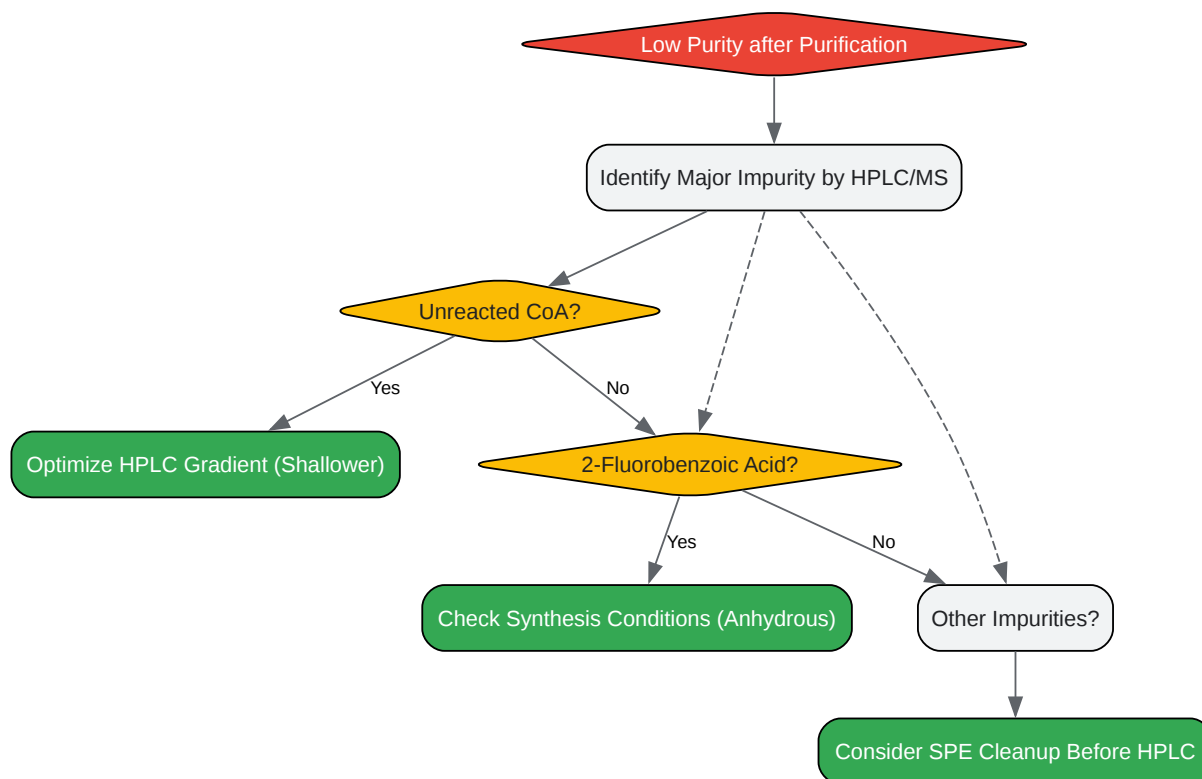 Low Purity after Purification
Identify Major Impurity by HPLC/MS
Unreacted CoA?
Yes
No
Optimize HPLC Gradient (Shallower)
2-Fluorobenzoic Acid?
Yes
No
Check Synthesis Conditions (Anhydrous)
Other Impurities?
Consider SPE Cleanup Before HPLC